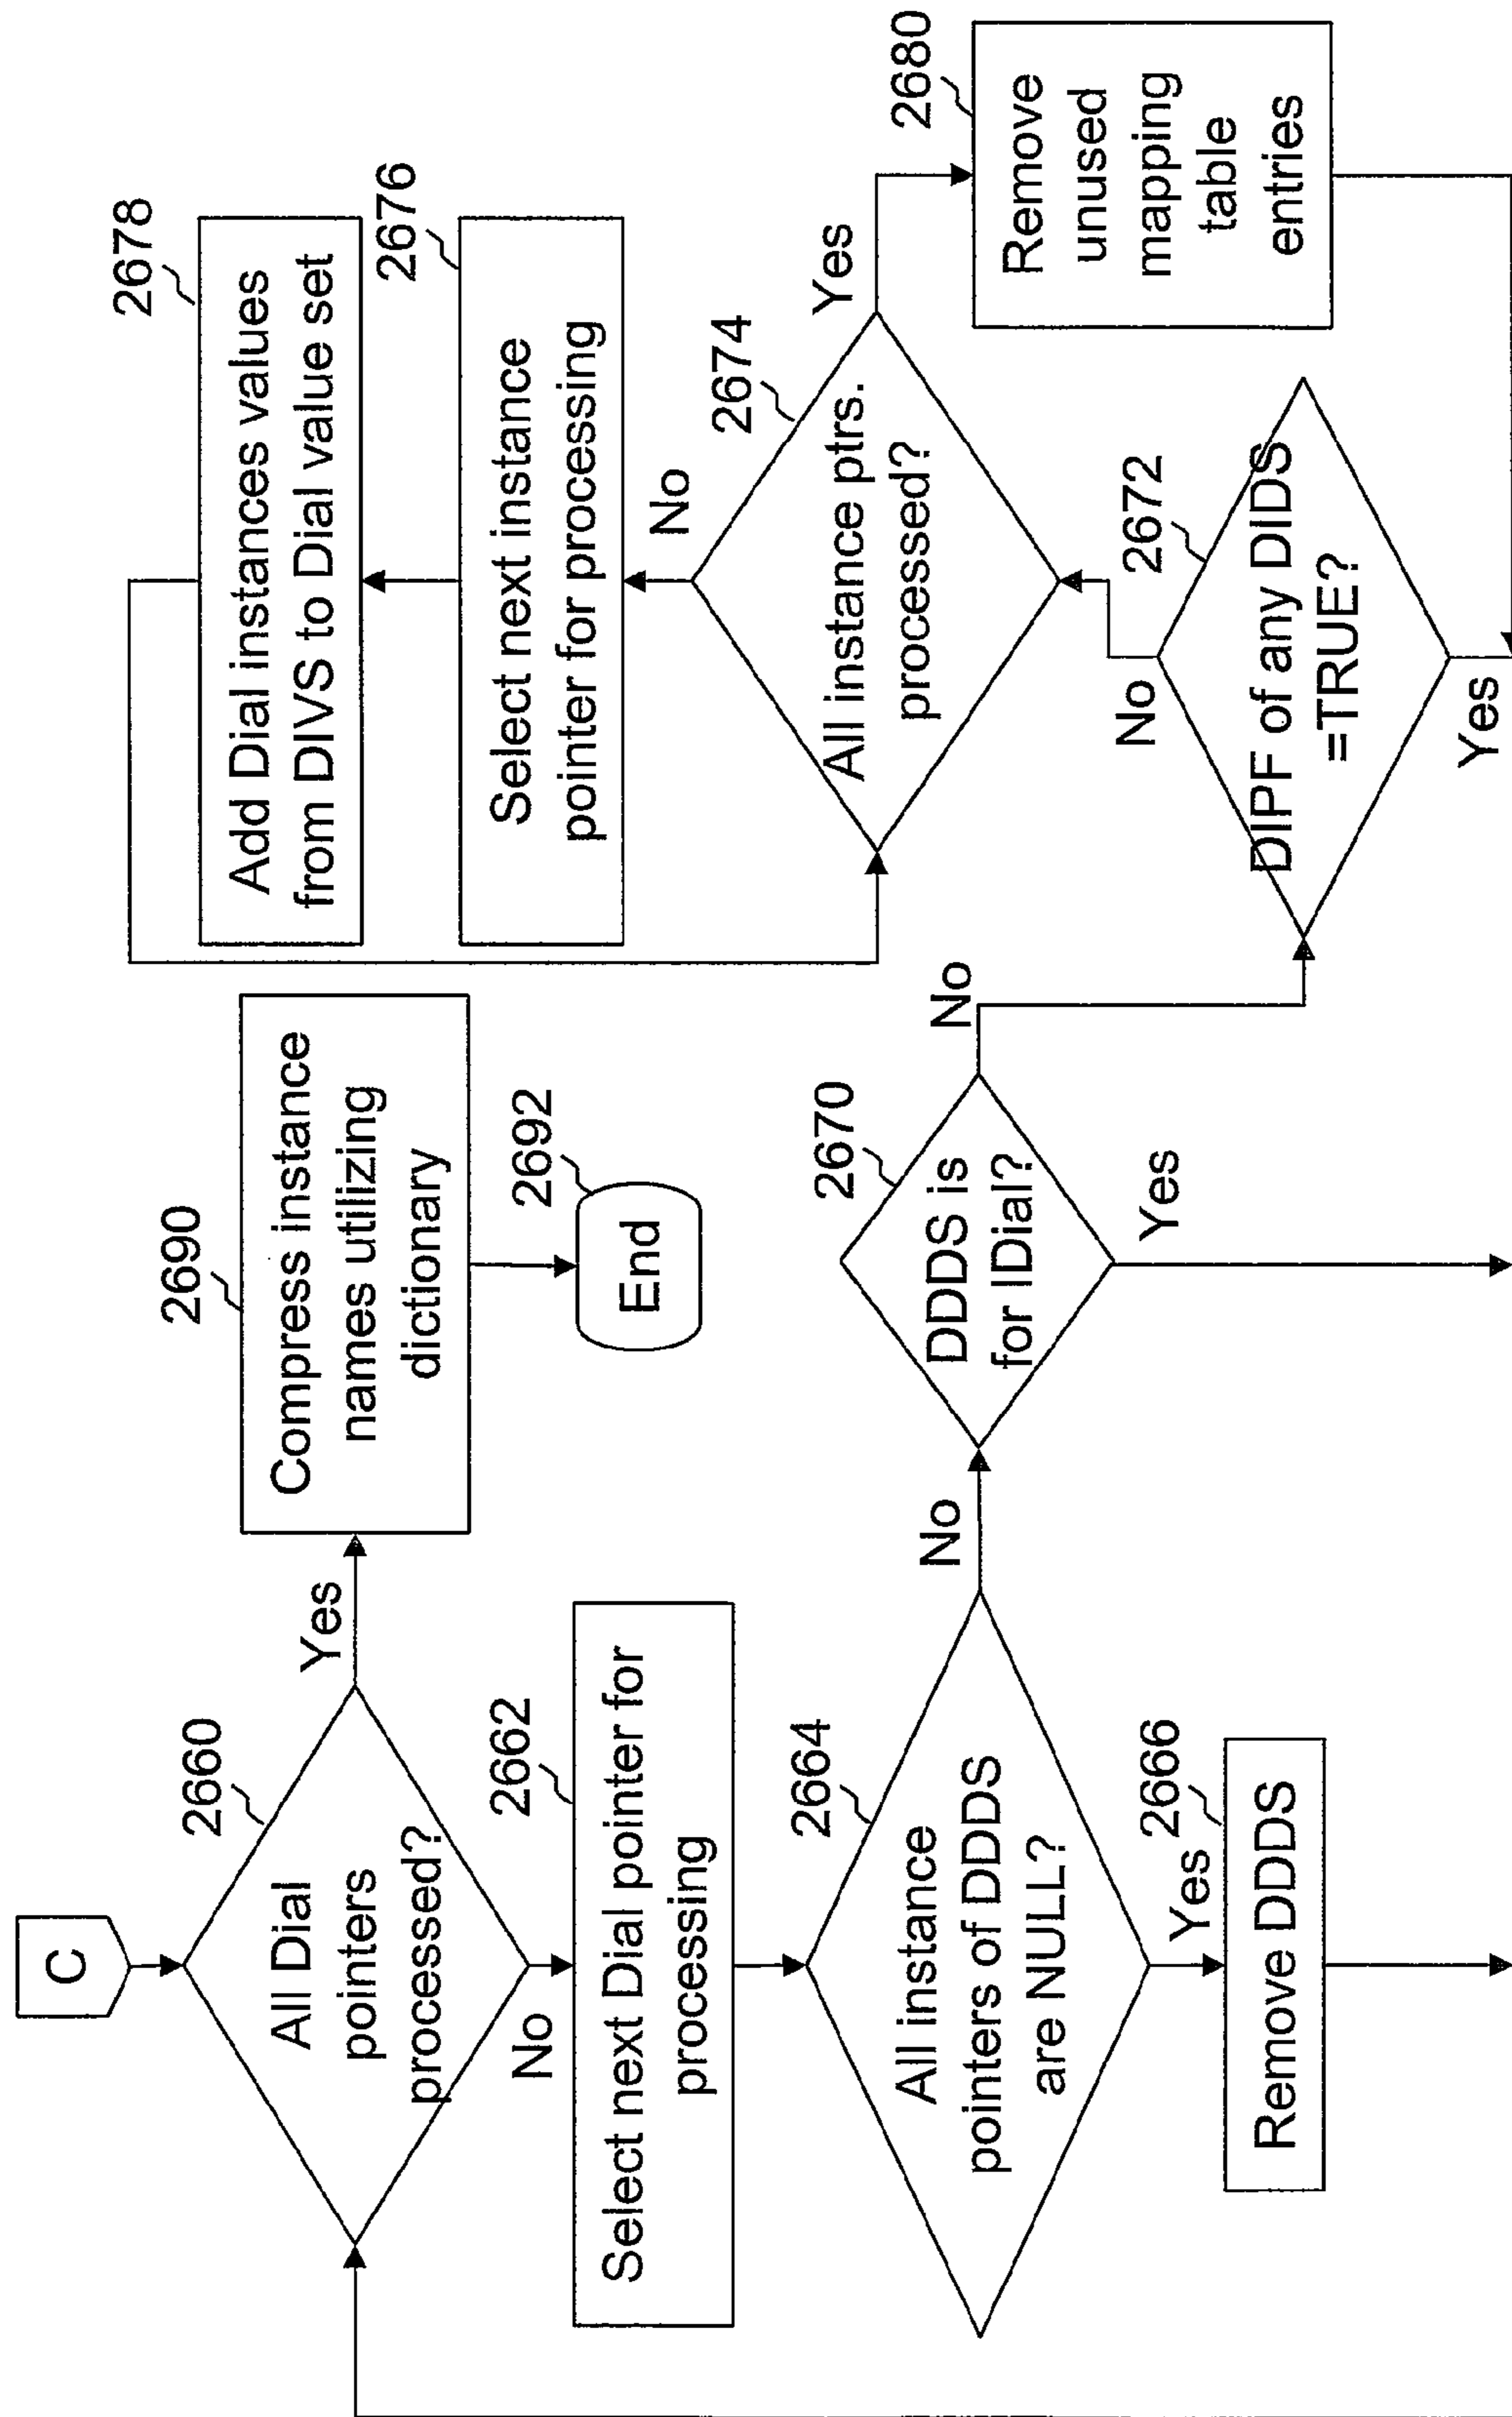 C
2660
All Dial
pointers
processed?
Yes
No
2690
Compress instance
names utilizing
dictionary
2692
End
2662
Select next Dial pointer for
processing
2664
All instance
pointers of DDDS
are NULL?
No
Yes
2666
Remove DDDS
2670
DDDS is
for IDial?
No
Yes
2672
DIPF of any DIDS
=TRUE?
No
Yes
2674
All instance ptrs.
processed?
No
Yes
2676
Select next instance
pointer for processing
2678
Add Dial instances values
from DIVS to Dial value set
2680
Remove
unused
mapping
table
entries